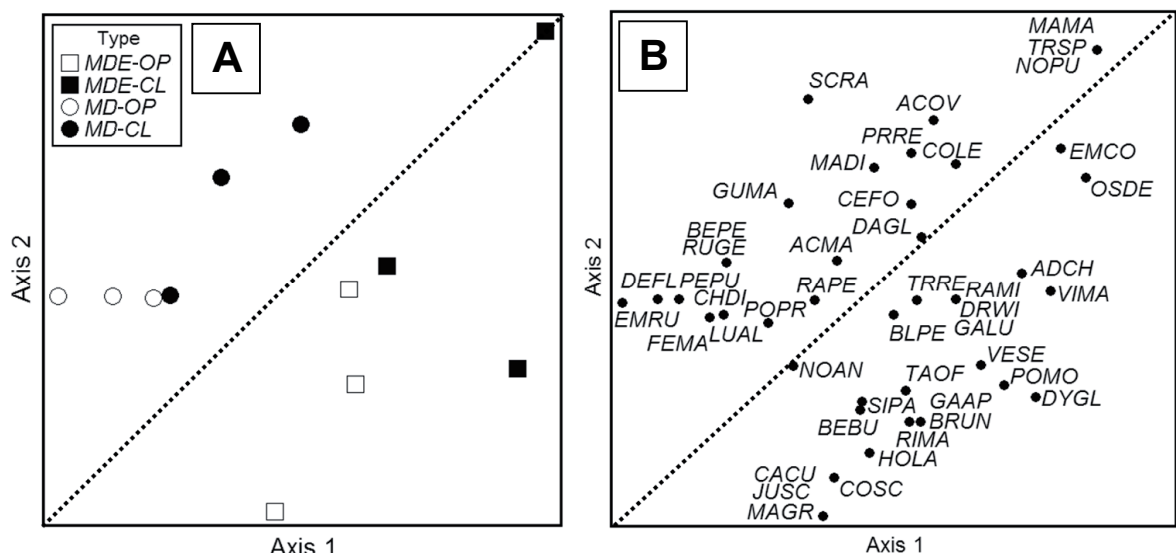 A
Type
MDE-OP
MDE-CL
MD-OP
MD-CL
Axis 2
Axis 1
B
MAMA
TRSP
NOPU
SCRA
ACOV
PRRE
COLE
EMCO
MADI
OSDE
GUMA
CEFO
DAGL
BEPE
RUGE
ACMA
ADCH
DEFL PEPU
RAPE
TRRE RAMI
VIMA
EMRU
CHDI
POPR
DRWI
FEMA
LUAL
BLPE
GALU
NOAN
VESE
TAOF
POMO
SIPA
GAAP
DYGL
BEBU
BRUN
RIMA
HOLA
CACU
JUSC
COSC
MAGR
Axis 2
Axis 1